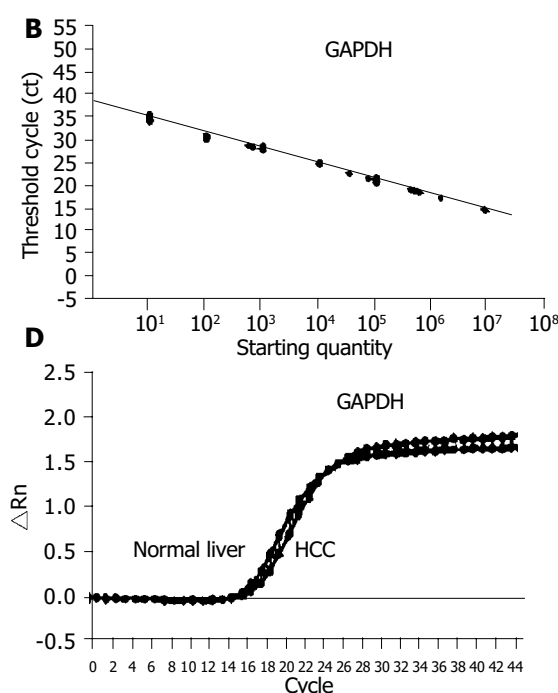 B
GAPDH
Threshold cycle (ct)
55
50
45
40
35
30
25
20
15
10
5
0
-5
10¹ 10² 10³ 10⁴ 10⁵ 10⁶ 10⁷ 10⁸
Starting quantity
D
GAPDH
△Rn
2.5
2.0
1.5
1.0
0.0
-0.5
Normal liver HCC
0 2 4 6 8 10 12 14 16 18 20 22 24 26 28 30 32 34 36 38 40 42 44
Cycle